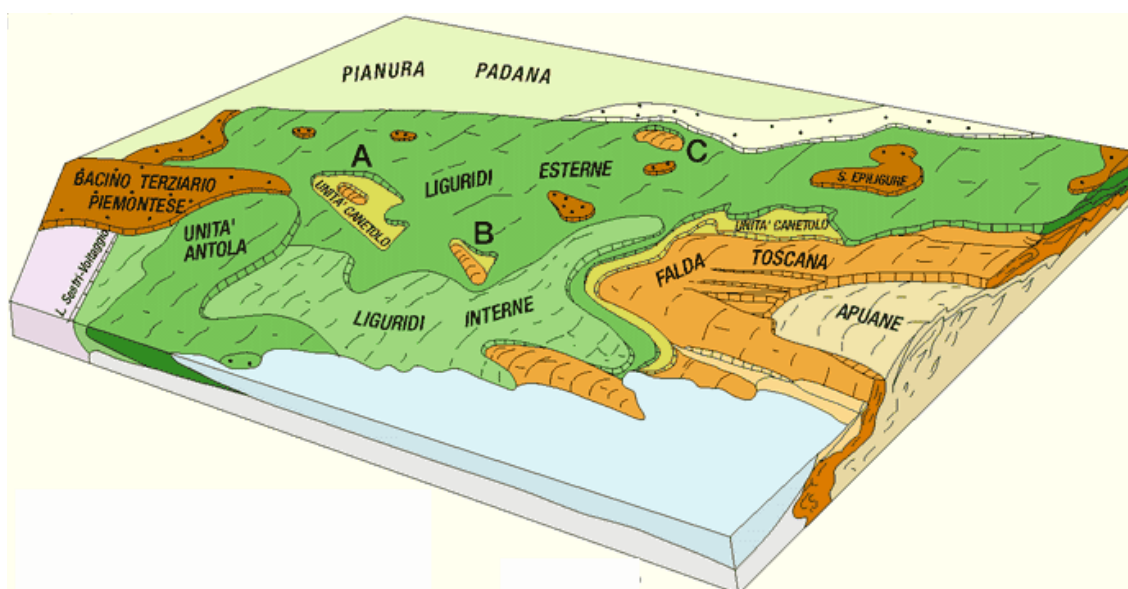 PIANURA PADANA
A
C
BACINO TERZIARIO
PIEMONTESE
LIGURIDI ESTERNE
S. EPILIGURE
UNITA' CANETOLO
UNITA'
ANTOLA
B
UNITA' CANETOLO
FALDA TOSCANA
L. Sestri-Voltaggio
LIGURIDI INTERNE
APUANE